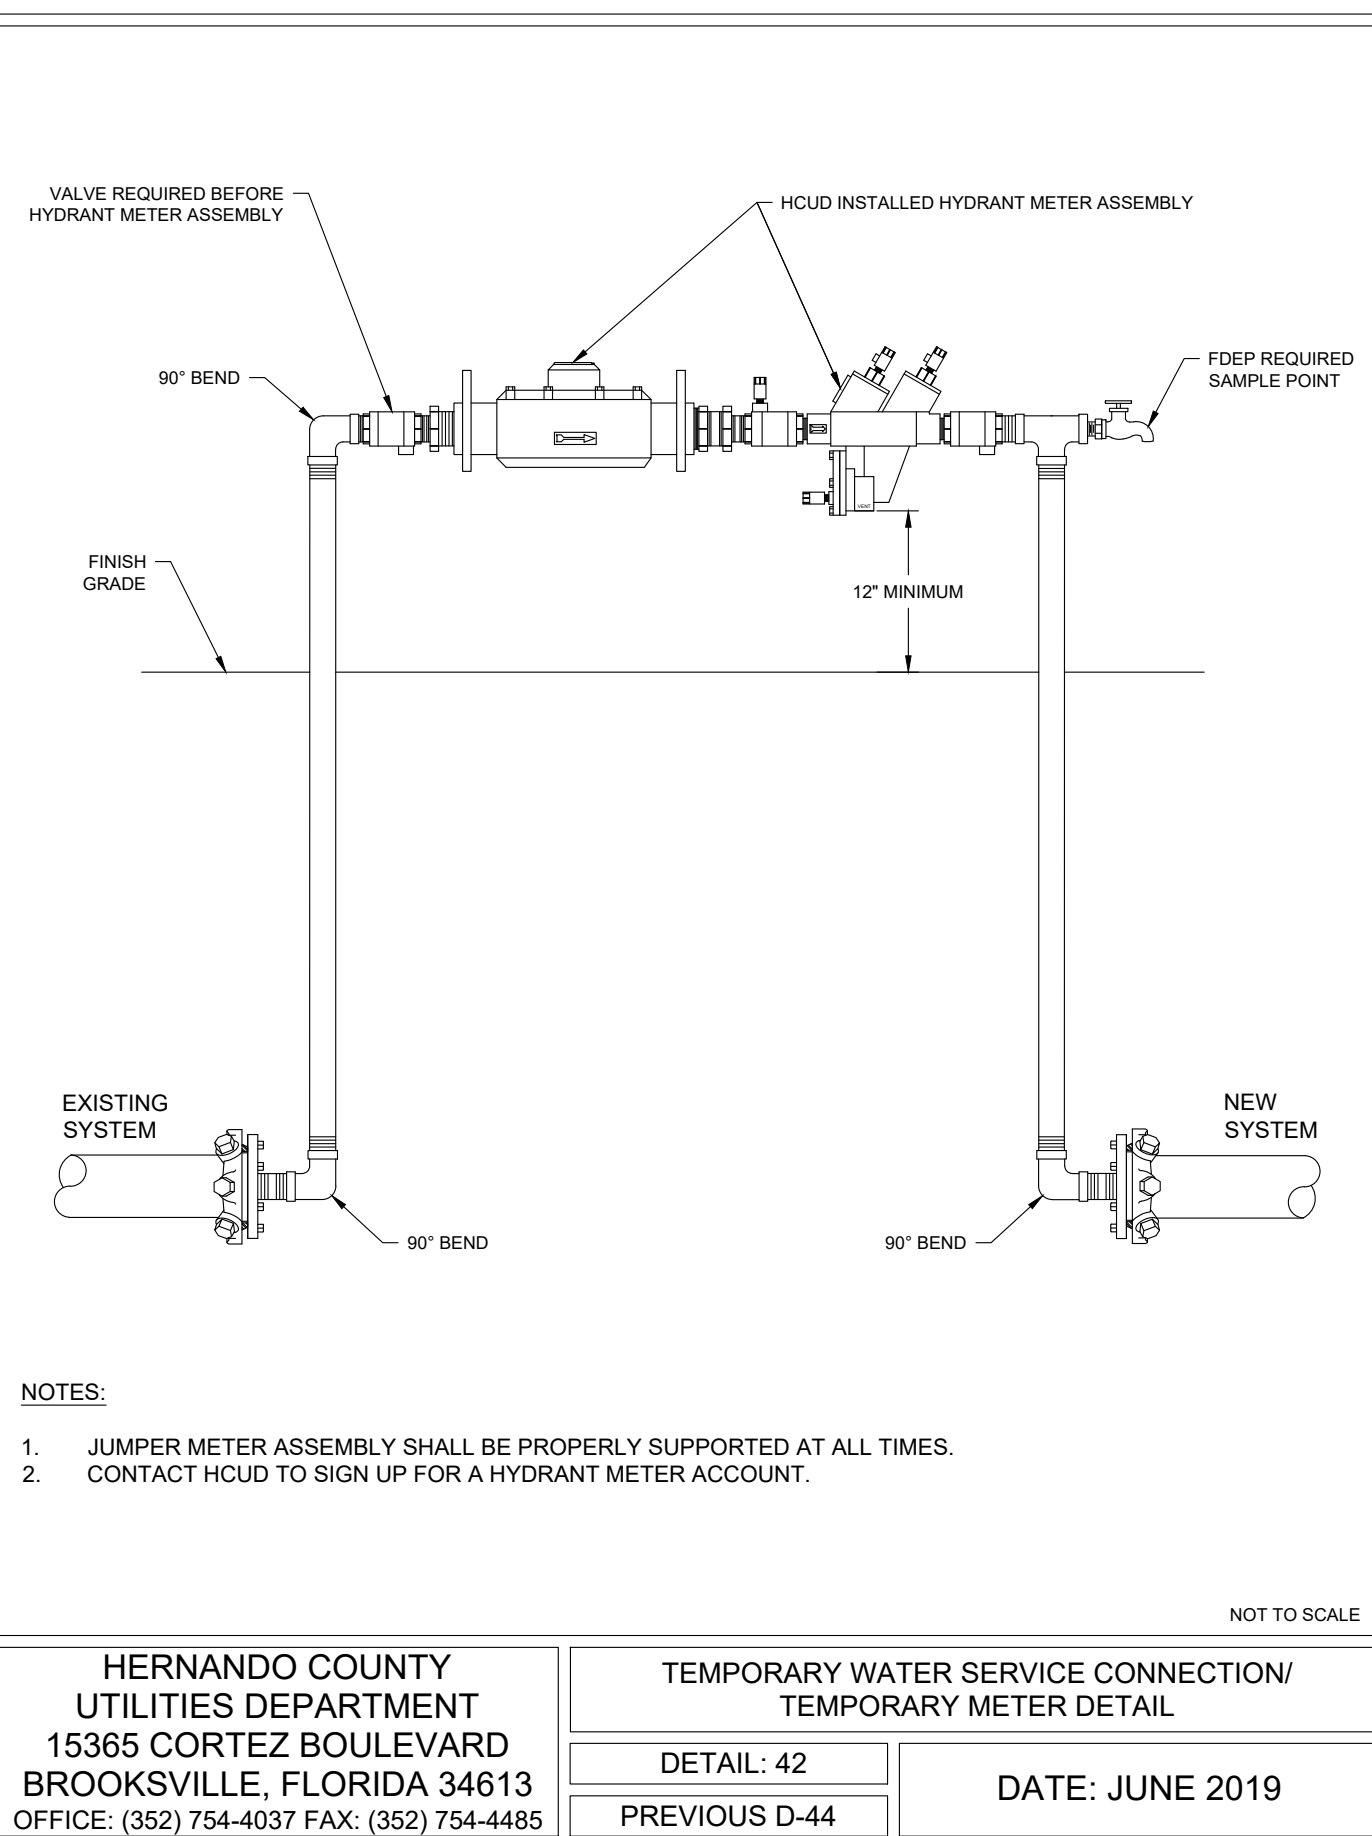 VALVE REQUIRED BEFORE
HYDRANT METER ASSEMBLY
HCUD INSTALLED HYDRANT METER ASSEMBLY
90° BEND
FDEP REQUIRED
SAMPLE POINT
VENT
FINISH
GRADE
12" MINIMUM
EXISTING
SYSTEM
NEW
SYSTEM
90° BEND
90° BEND
NOTES:
1. JUMPER METER ASSEMBLY SHALL BE PROPERLY SUPPORTED AT ALL TIMES.
2. CONTACT HCUD TO SIGN UP FOR A HYDRANT METER ACCOUNT.
NOT TO SCALE
HERNANDO COUNTY
UTILITIES DEPARTMENT
15365 CORTEZ BOULEVARD
BROOKSVILLE, FLORIDA 34613
OFFICE: (352) 754-4037 FAX: (352) 754-4485
TEMPORARY WATER SERVICE CONNECTION/
TEMPORARY METER DETAIL
DETAIL: 42
PREVIOUS D-44
DATE: JUNE 2019